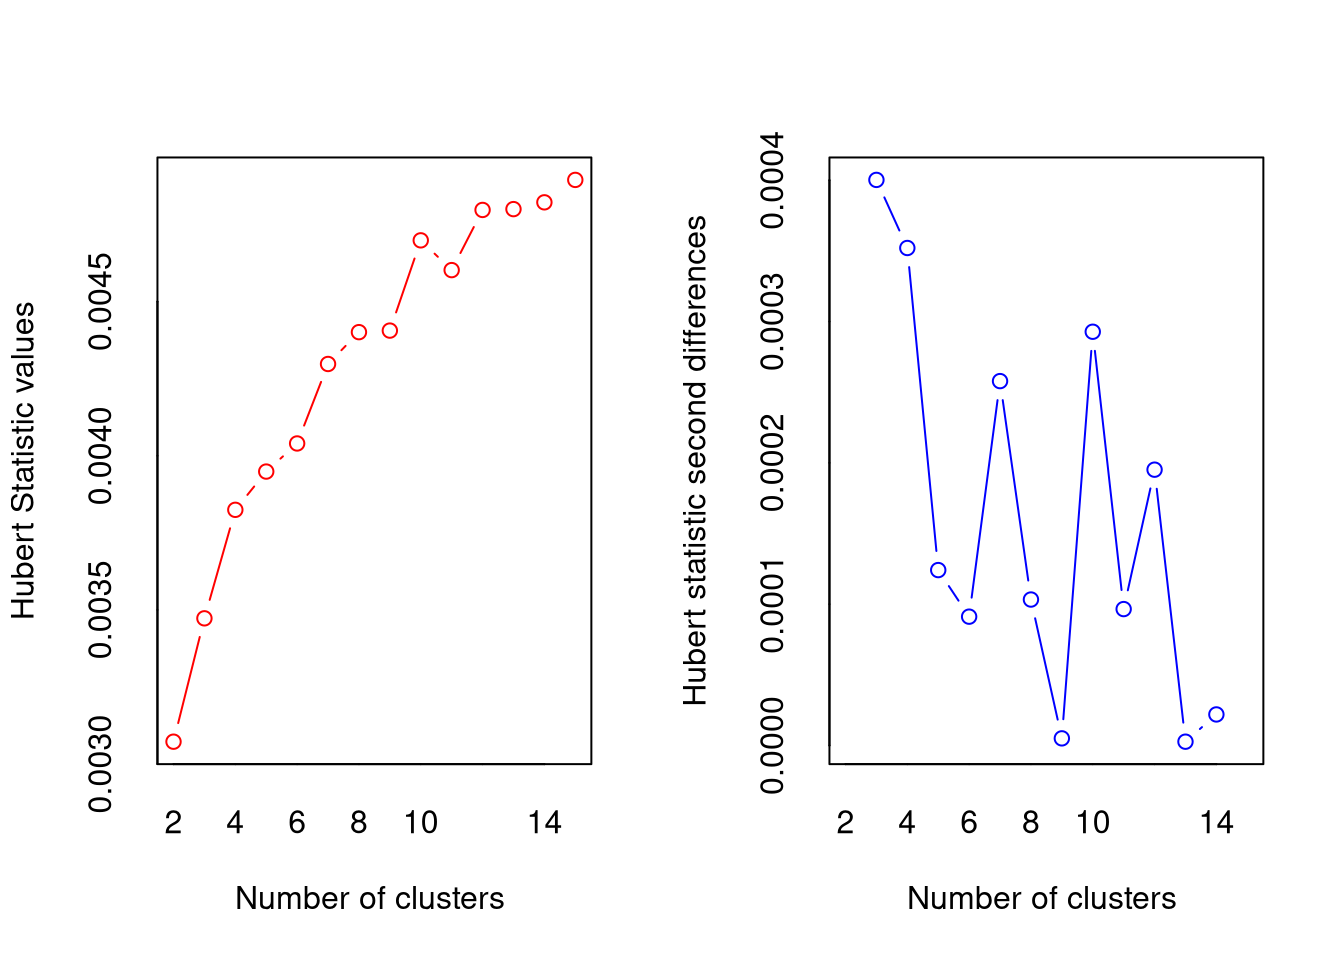 Hubert Statistic values
0.0030 0.0035 0.0040 0.0045
2 4 6 8 10 14
Number of clusters
Hubert statistic second differences
0.0000 0.0001 0.0002 0.0003 0.0004
2 4 6 8 10 14
Number of clusters